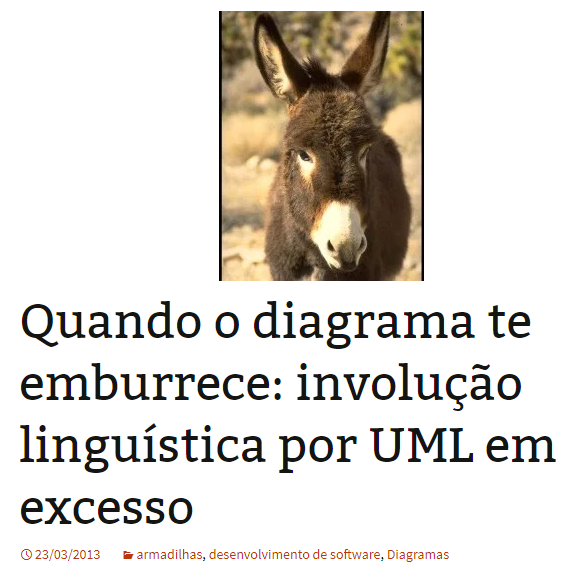 Quando o diagrama te
emburrece: involução
linguística por UML em
excesso
23/03/2013 armadilhas, desenvolvimento de software, Diagramas